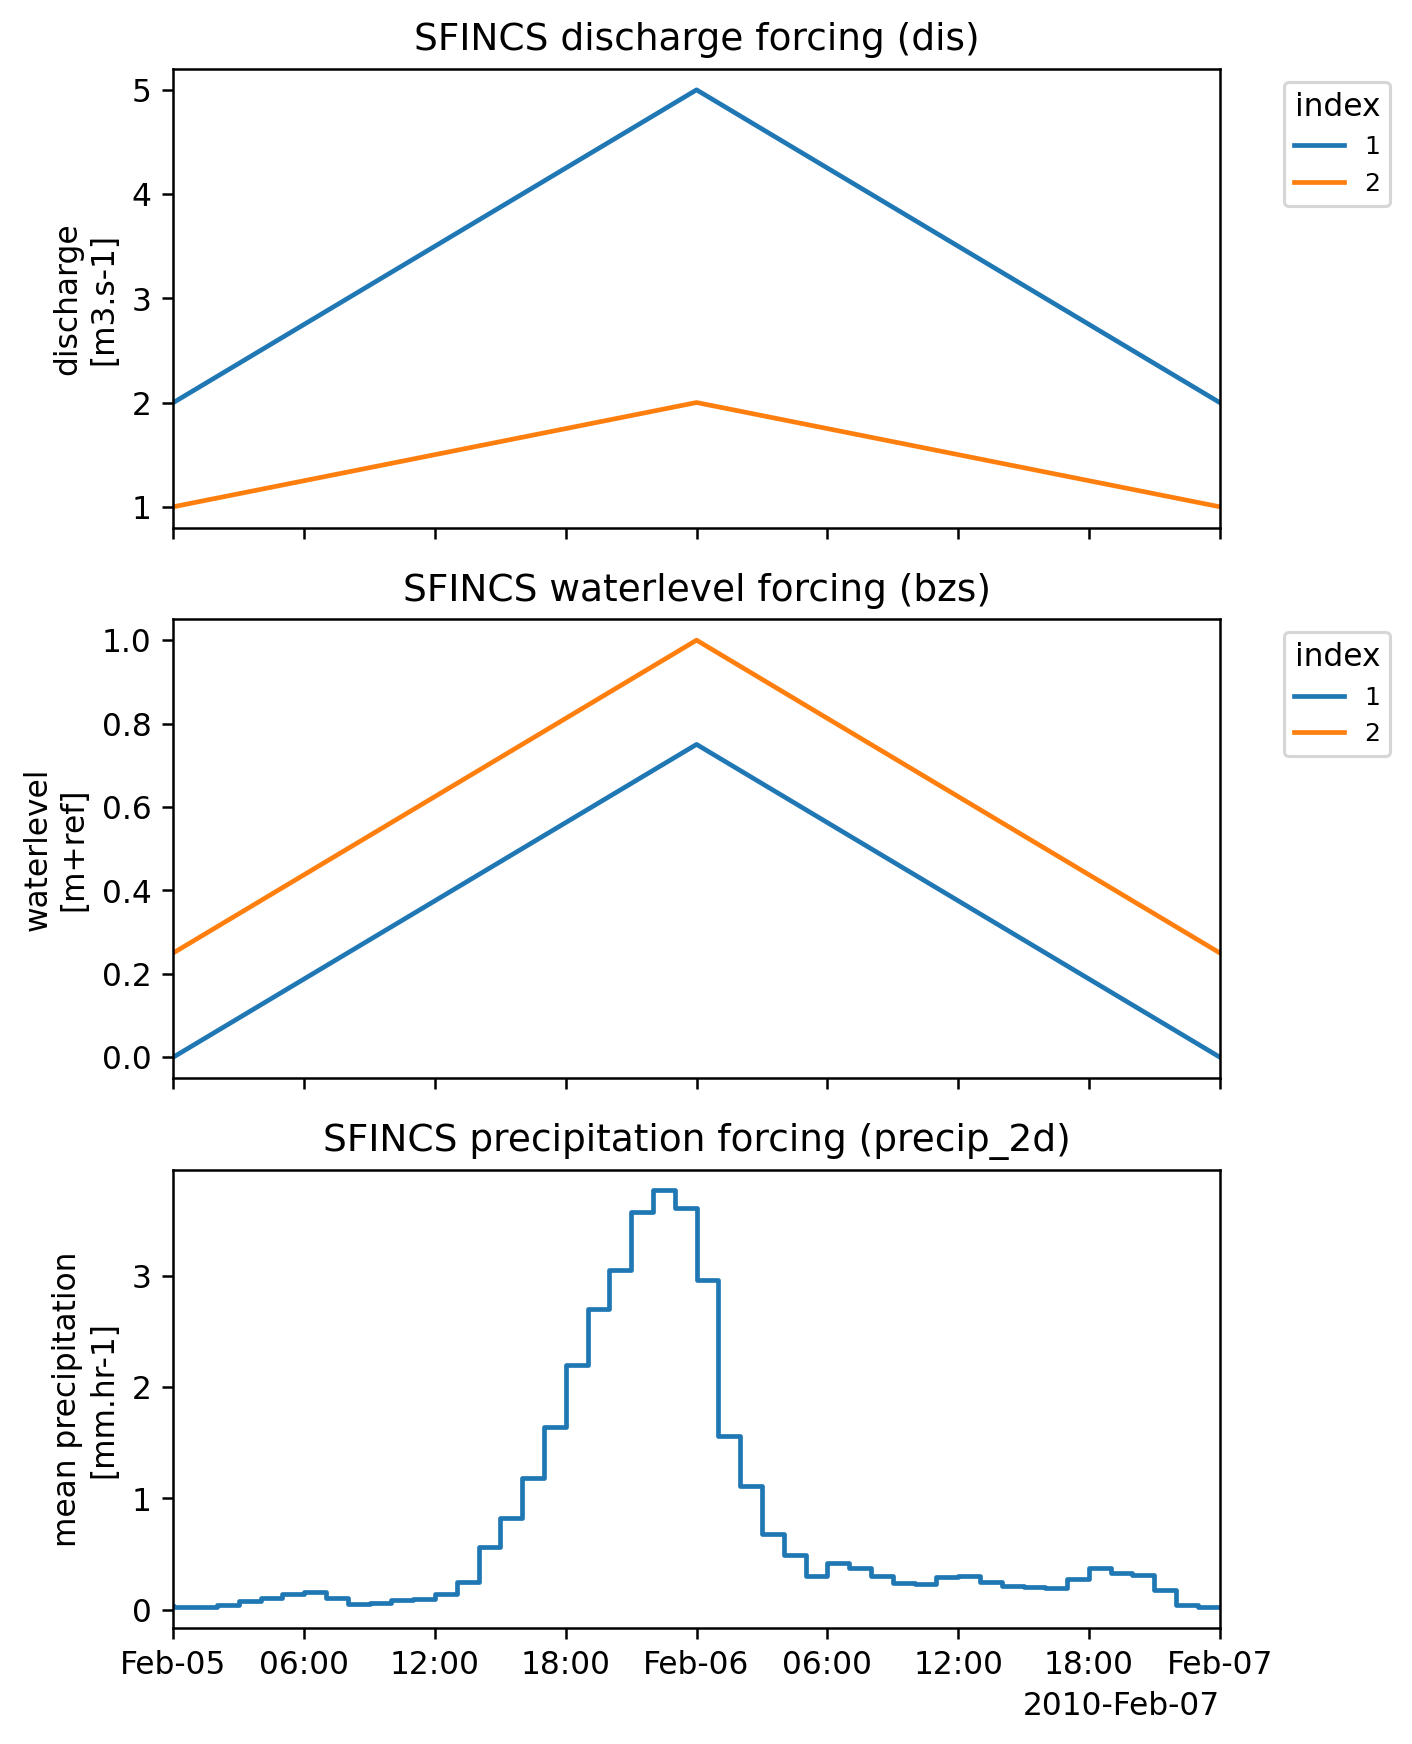 SFINCS discharge forcing (dis)
discharge
[m3.s-1]
5
4
3
2
1
index
1
2
SFINCS waterlevel forcing (bzs)
waterlevel
[m+ref]
1.0
0.8
0.6
0.4
0.2
0.0
index
1
2
SFINCS precipitation forcing (precip_2d)
mean precipitation
[mm.hr-1]
3
2
1
0
Feb-05 06:00 12:00 18:00 Feb-06 06:00 12:00 18:00 Feb-07
2010-Feb-07